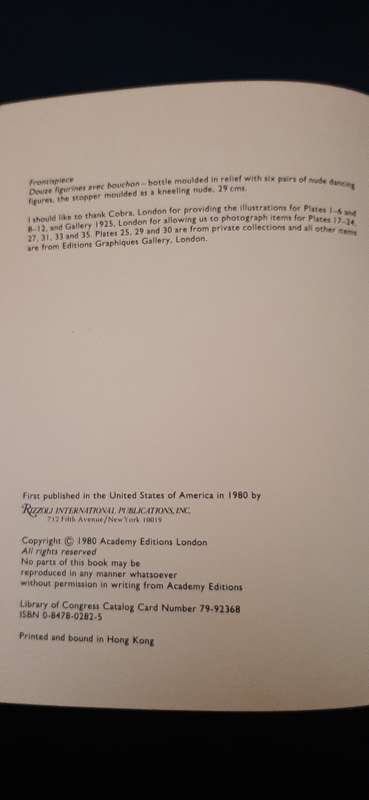 Frontispiece
Douze figurines avec bouchon – bottle moulded in relief with six pairs of nude dancing
figures, the stopper moulded as a kneeling nude. 29 cms.
I should like to thank Cobra, London for providing the illustrations for Plates 1–6 and
8–12, and Gallery 1925, London for allowing us to photograph items for Plates 17–24,
27, 31, 33 and 35. Plates 25, 29 and 30 are from private collections and all other items
are from Editions Graphiques Gallery, London.
First published in the United States of America in 1980 by
RIZZOLI INTERNATIONAL PUBLICATIONS, INC.
712 Fifth Avenue/New York 10019
Copyright © 1980 Academy Editions London
All rights reserved
No parts of this book may be
reproduced in any manner whatsoever
without permission in writing from Academy Editions
Library of Congress Catalog Card Number 79-92368
ISBN 0-8478-0282-5
Printed and bound in Hong Kong